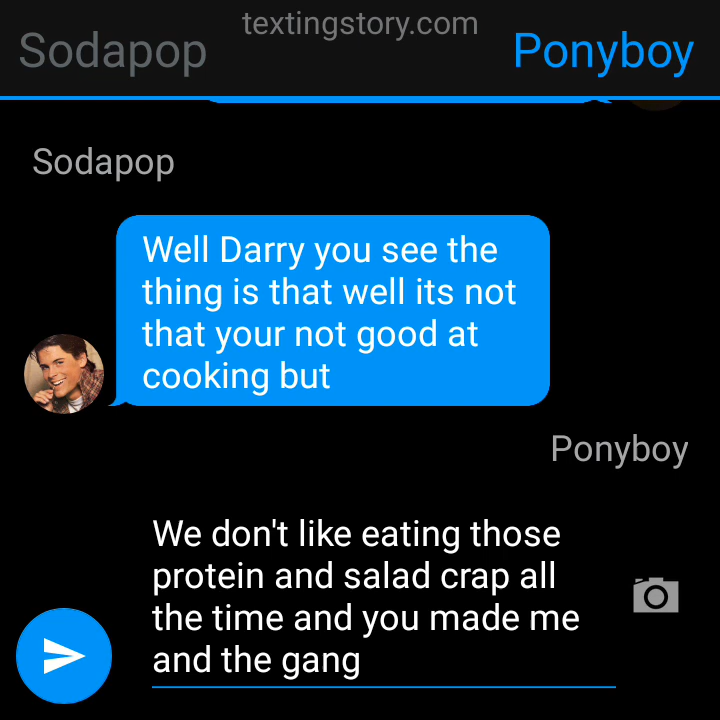 textingstory.com
Sodapop Ponyboy
Sodapop
Well Darry you see the
thing is that well its not
that your not good at
cooking but
Ponyboy
We don't like eating those
protein and salad crap all
the time and you made me
and the gang